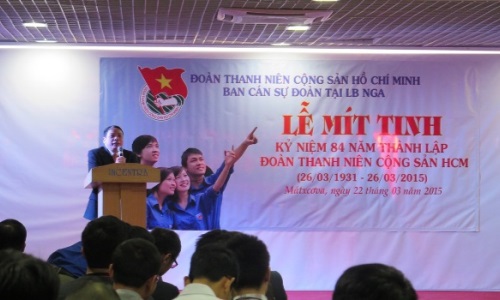 ĐOÀN THANH NIÊN CỘNG SẢN HỒ CHÍ MINH
BAN CÁN SỰ ĐOÀN TẠI LB NGA
LỄ MÍT TINH
KỶ NIỆM 84 NĂM THÀNH LẬP
ĐOÀN THANH NIÊN CỘNG SẢN HCM
(26/03/1931 - 26/03/2015)
Matxcova, ngày 22 tháng 03 năm 2015